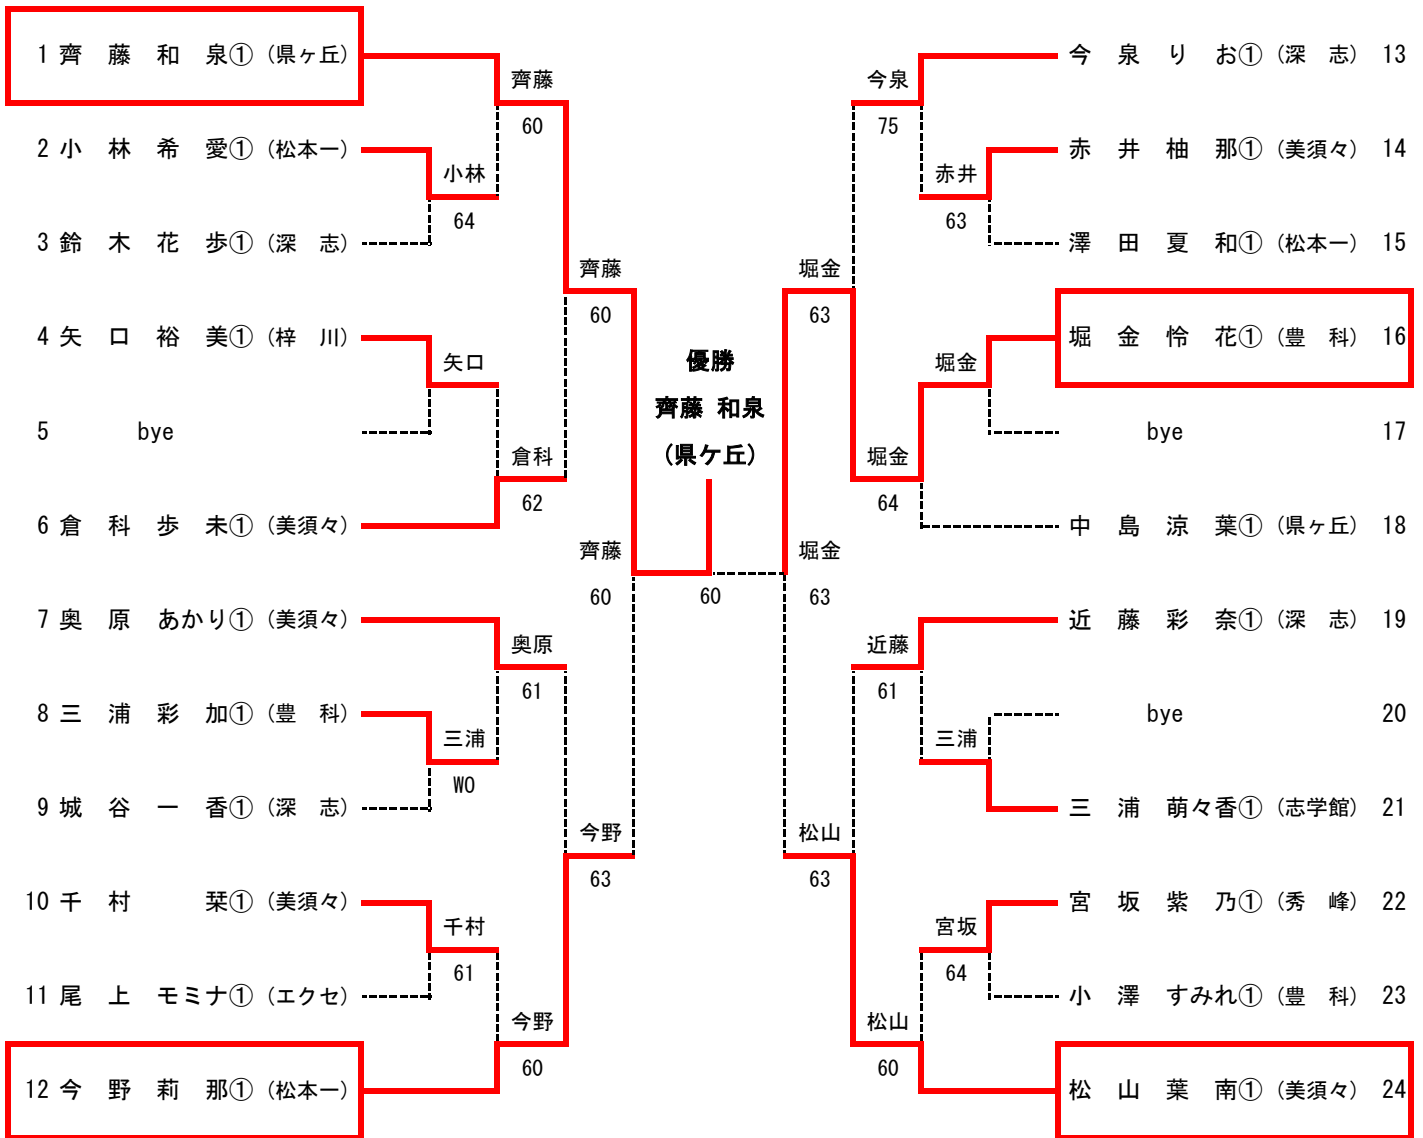 1 齊 藤 和 泉① (県ヶ丘)
2 小 林 希 愛① (松本一)
3 鈴 木 花 歩① (深 志)
4 矢 口 裕 美① (梓 川)
5 bye
6 倉 科 歩 未① (美須々)
7 奥 原 あかり① (美須々)
8 三 浦 彩 加① (豊 科)
9 城 谷 一 香① (深 志)
10 千 村 栞① (美須々)
11 尾 上 モミナ① (エクセ)
12 今 野 莉 那① (松本一)
小林
64
矢口
三浦
WO
千村
61
齊藤
60
倉科
62
奥原
61
今野
60
齊藤
60
今野
63
齊藤
60
優勝
齊藤 和泉
(県ケ丘)
60
堀金
63
堀金
63
松山
63
今泉
75
堀金
64
近藤
61
松山
60
赤井
63
堀金
三浦
宮坂
64
今 泉 り お① (深 志) 13
赤 井 柚 那① (美須々) 14
澤 田 夏 和① (松本一) 15
堀 金 怜 花① (豊 科) 16
bye 17
中 島 涼 葉① (県ヶ丘) 18
近 藤 彩 奈① (深 志) 19
bye 20
三 浦 萌々香① (志学館) 21
宮 坂 紫 乃① (秀 峰) 22
小 澤 すみれ① (豊 科) 23
松 山 葉 南① (美須々) 24